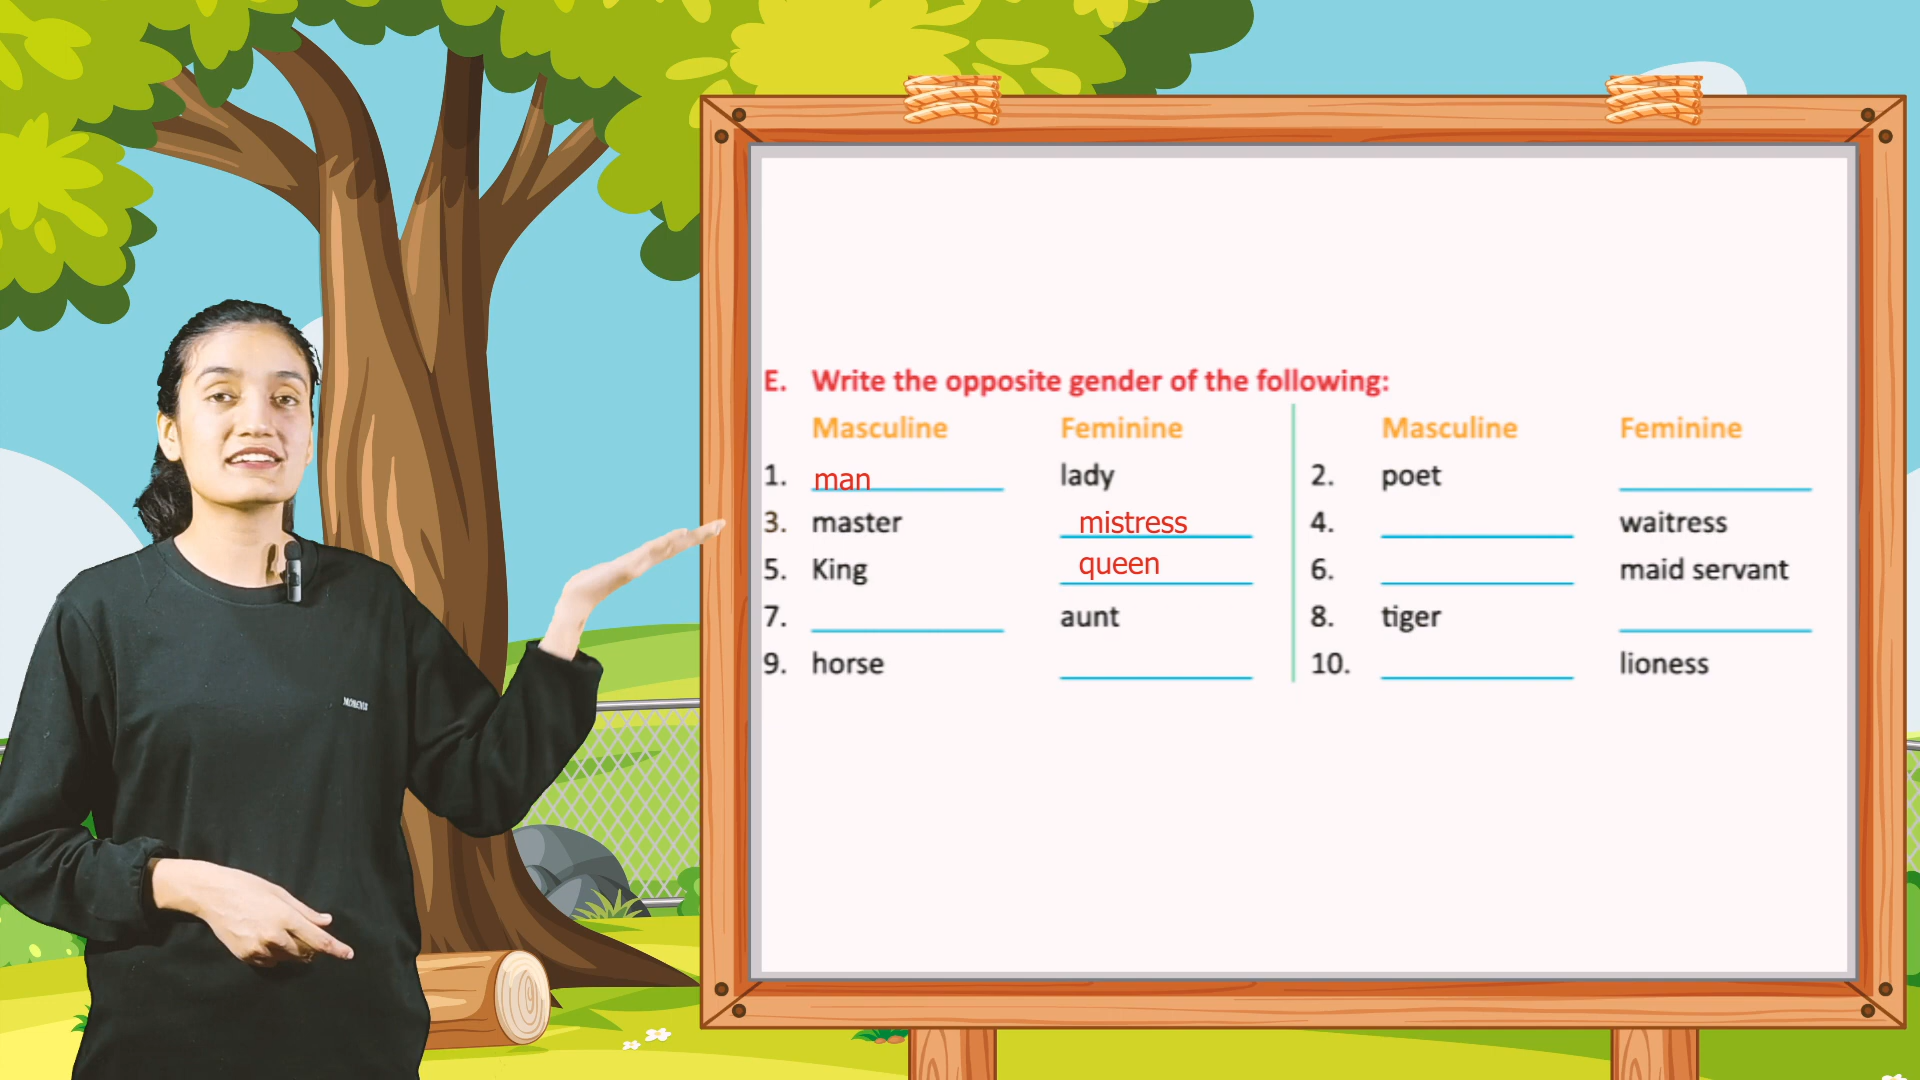 E. Write the opposite gender of the following:
Masculine Feminine Masculine Feminine
1. man lady 2. poet
3. master mistress 4. waitress
5. King queen 6. maid servant
7. aunt 8. tiger
9. horse 10. lioness